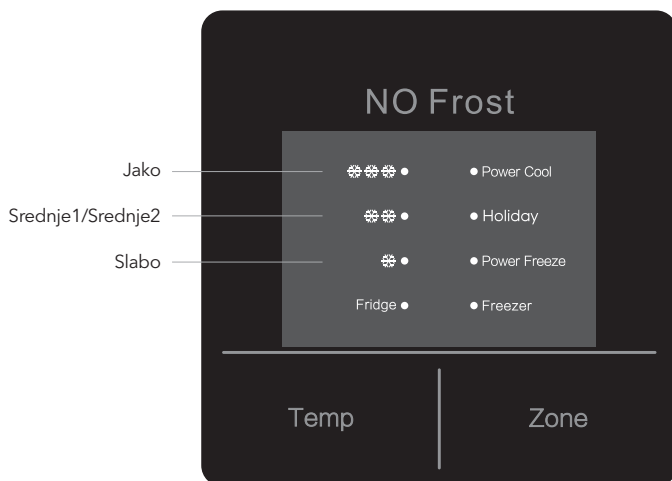 NO Frost
Jako
Power Cool
Srednje1/Srednje2
Holiday
Slabo
Power Freeze
Fridge
Freezer
Temp
Zone